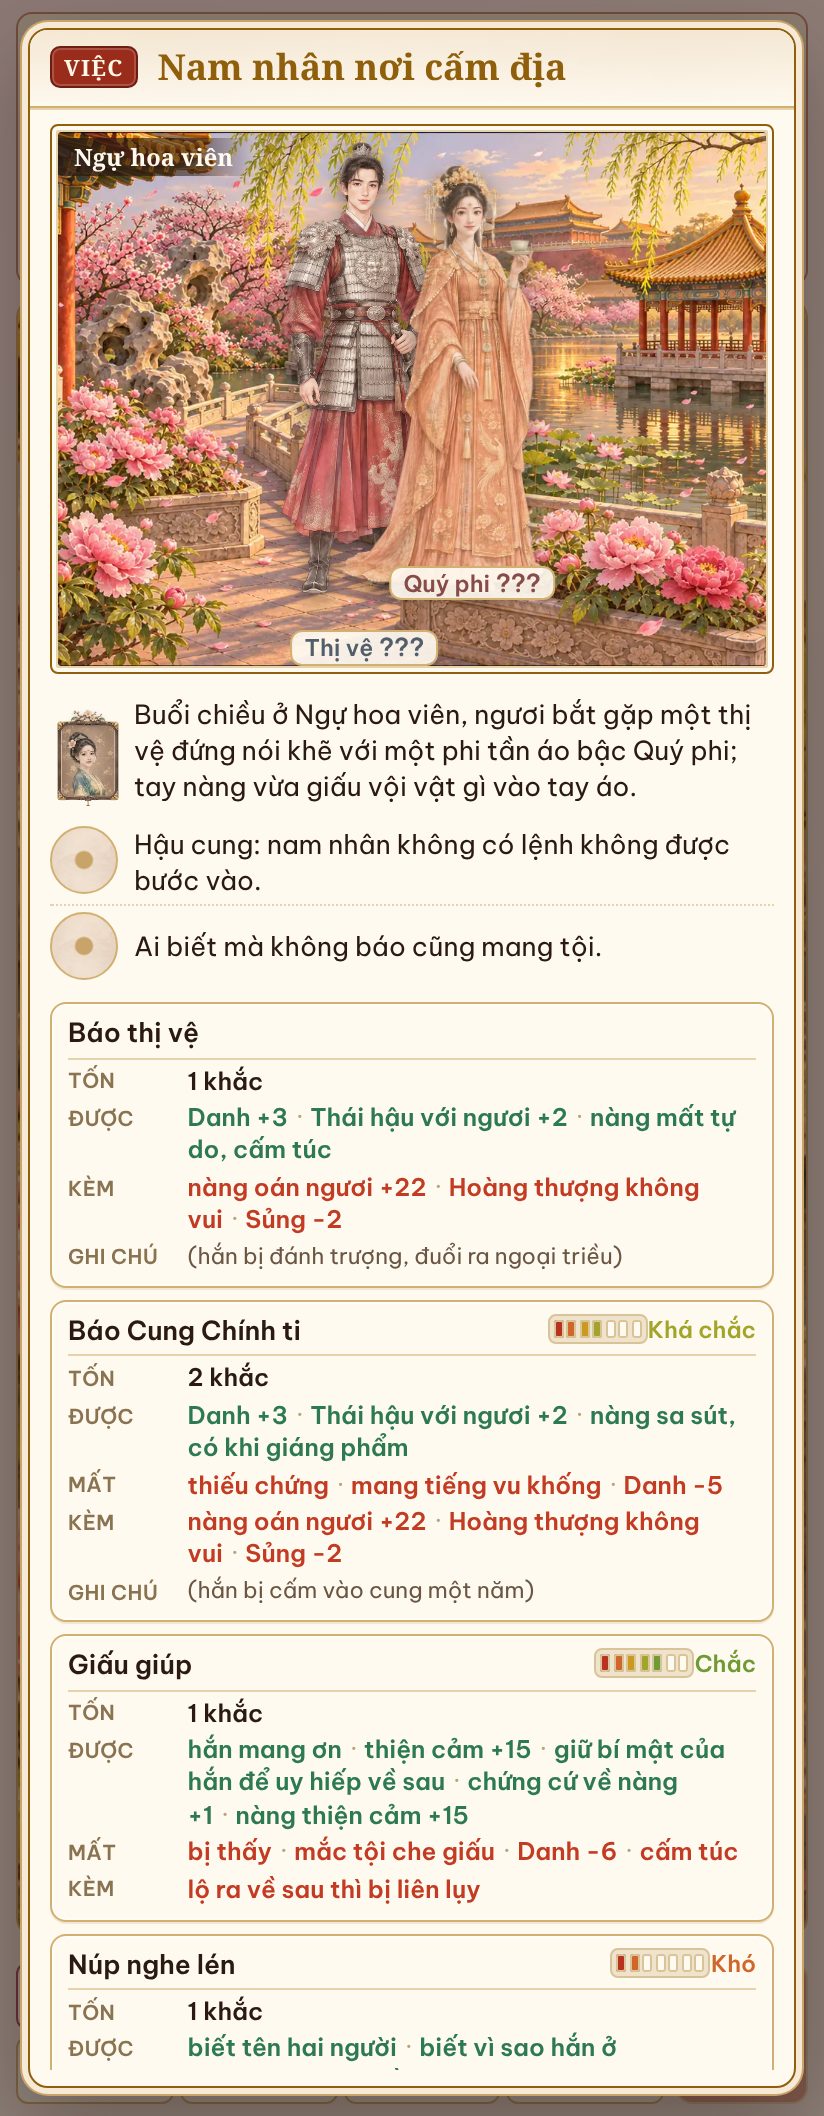 VIỆC
Nam nhân nơi cấm địa
Ngự hoa viên
Quý phi ???
Thị vệ ???
Buổi chiều ở Ngự hoa viên, ngươi bắt gặp một thị
vệ đứng nói khẽ với một phi tần áo bậc Quý phi;
tay nàng vừa giấu vội vật gì vào tay áo.
Hậu cung: nam nhân không có lệnh không được
bước vào.
Ai biết mà không báo cũng mang tội.
Báo thị vệ
TỐN 1 khắc
ĐƯỢC Danh +3 · Thái hậu với ngươi +2 · nàng mất tự
do, cấm túc
KÈM nàng oán ngươi +22 · Hoàng thượng không
vui · Sủng -2
GHI CHÚ (hắn bị đánh trượng, đuổi ra ngoại triều)
Báo Cung Chính ti Khá chắc
TỐN 2 khắc
ĐƯỢC Danh +3 · Thái hậu với ngươi +2 · nàng sa sút,
có khi giáng phẩm
MẤT thiếu chứng · mang tiếng vu khống · Danh -5
KÈM nàng oán ngươi +22 · Hoàng thượng không
vui · Sủng -2
GHI CHÚ (hắn bị cấm vào cung một năm)
Giấu giúp Chắc
TỐN 1 khắc
ĐƯỢC hắn mang ơn · thiện cảm +15 · giữ bí mật của
hắn để uy hiếp về sau · chứng cứ về nàng
+1 · nàng thiện cảm +15
MẤT bị thấy · mắc tội che giấu · Danh -6 · cấm túc
KÈM lộ ra về sau thì bị liên lụy
Núp nghe lén Khó
TỐN 1 khắc
ĐƯỢC biết tên hai người · biết vì sao hắn ở